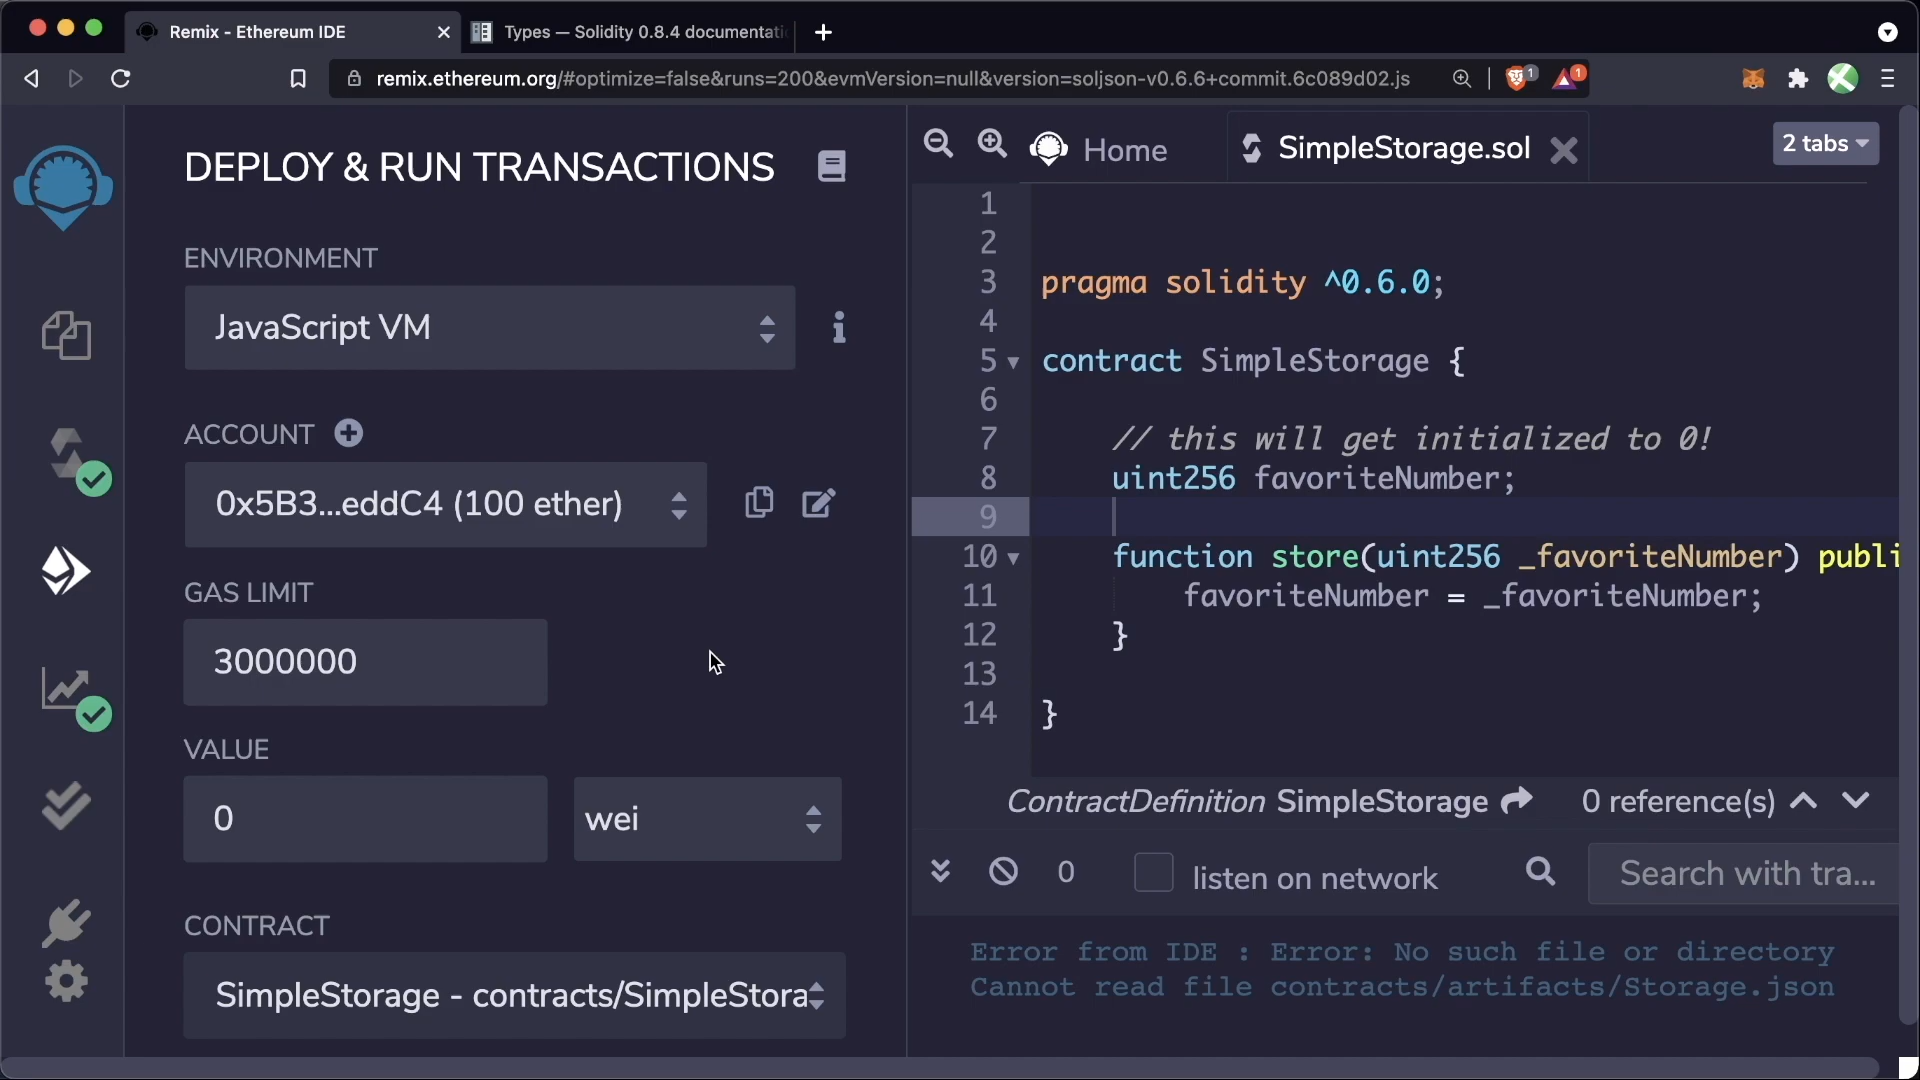 Remix - Ethereum IDE
Types — Solidity 0.8.4 documentati
remix.ethereum.org/#optimize=false&runs=200&evmVersion=null&version=soljson-v0.6.6+commit.6c089d02.js
1
1
DEPLOY & RUN TRANSACTIONS
ENVIRONMENT
JavaScript VM
ACCOUNT
0x5B3...eddC4 (100 ether)
GAS LIMIT
3000000
VALUE
0
wei
CONTRACT
SimpleStorage - contracts/SimpleStora
Home
SimpleStorage.sol
2 tabs
1
2
3 pragma solidity ^0.6.0;
4
5 contract SimpleStorage {
6
7 // this will get initialized to 0!
8 uint256 favoriteNumber;
9
10 function store(uint256 _favoriteNumber) publi
11 favoriteNumber = _favoriteNumber;
12 }
13
14 }
ContractDefinition SimpleStorage
0 reference(s)
0
listen on network
Search with tra...
Error from IDE : Error: No such file or directory
Cannot read file contracts/artifacts/Storage.json